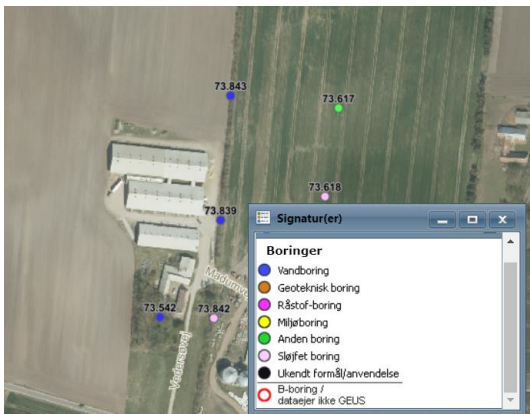 73.843
73.617
73.618
73.839
73.542
73.842
Vedersøvej
Signatur(er)
Boringer
Vandboring
Geoteknisk boring
Råstof-boring
Miljøboring
Anden boring
Sløjfet boring
Ukendt formål/anvendelse
B-boring /
dataejer ikke GEUS